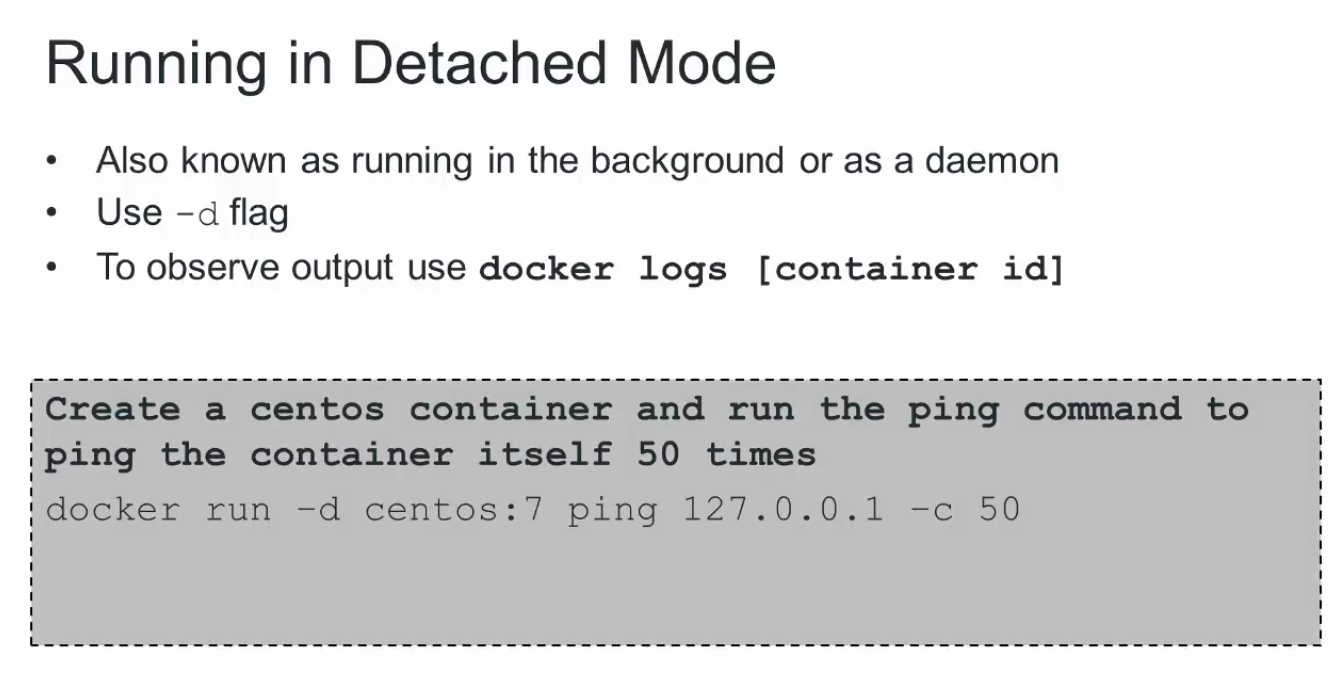 Running in Detached Mode
• Also known as running in the background or as a daemon
• Use -d flag
• To observe output use docker logs [container id]
Create a centos container and run the ping command to
ping the container itself 50 times
docker run -d centos:7 ping 127.0.0.1 -c 50